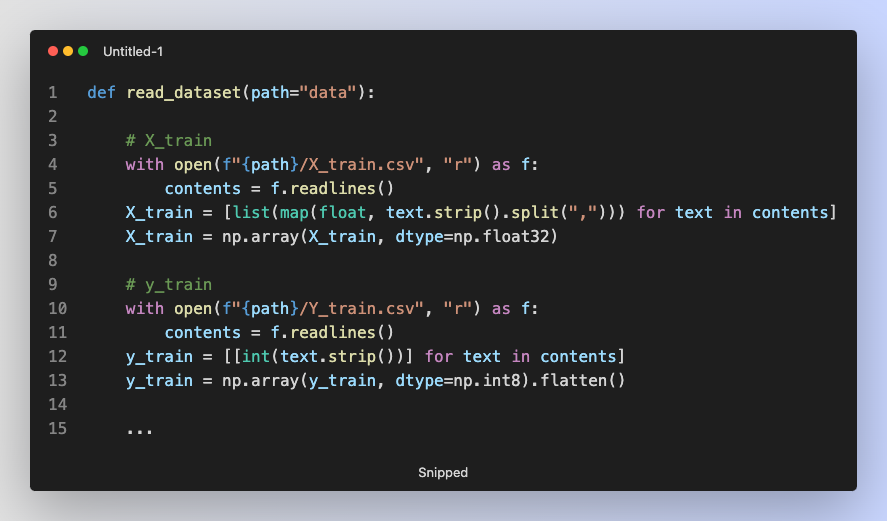 Untitled-1
1 def read_dataset(path="data"):
2
3     # X_train
4     with open(f"{path}/X_train.csv", "r") as f:
5         contents = f.readlines()
6     X_train = [list(map(float, text.strip().split(","))) for text in contents]
7     X_train = np.array(X_train, dtype=np.float32)
8
9     # y_train
10     with open(f"{path}/Y_train.csv", "r") as f:
11         contents = f.readlines()
12     y_train = [[int(text.strip())] for text in contents]
13     y_train = np.array(y_train, dtype=np.int8).flatten()
14
15     ...
Snipped